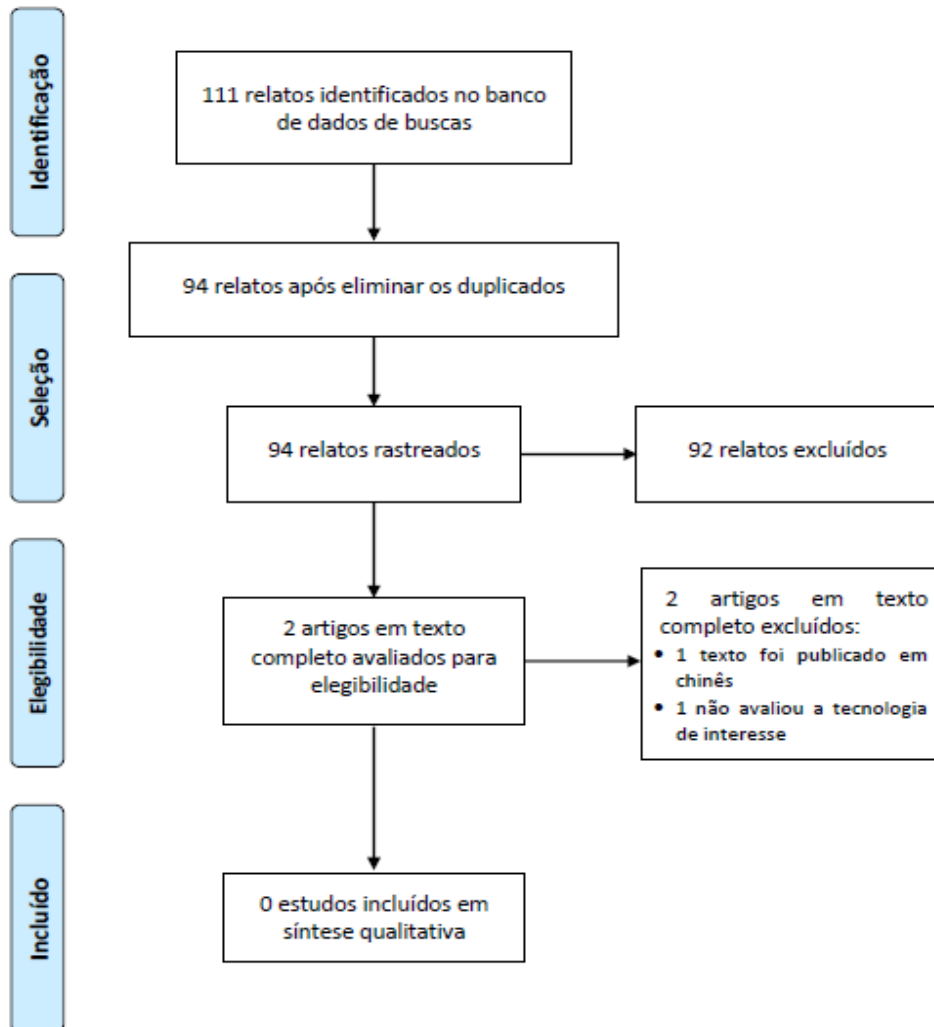 Identificação
111 relatos identificados no banco
de dados de buscas
94 relatos após eliminar os duplicados
Seleção
94 relatos rastreados
92 relatos excluídos
Elegibilidade
2 artigos em texto
completo avaliados para
elegibilidade
2 artigos em texto
completo excluídos:
• 1 texto foi publicado em
chinês
• 1 não avaliou a tecnologia
de interesse
Incluído
0 estudos incluídos em
síntese qualitativa